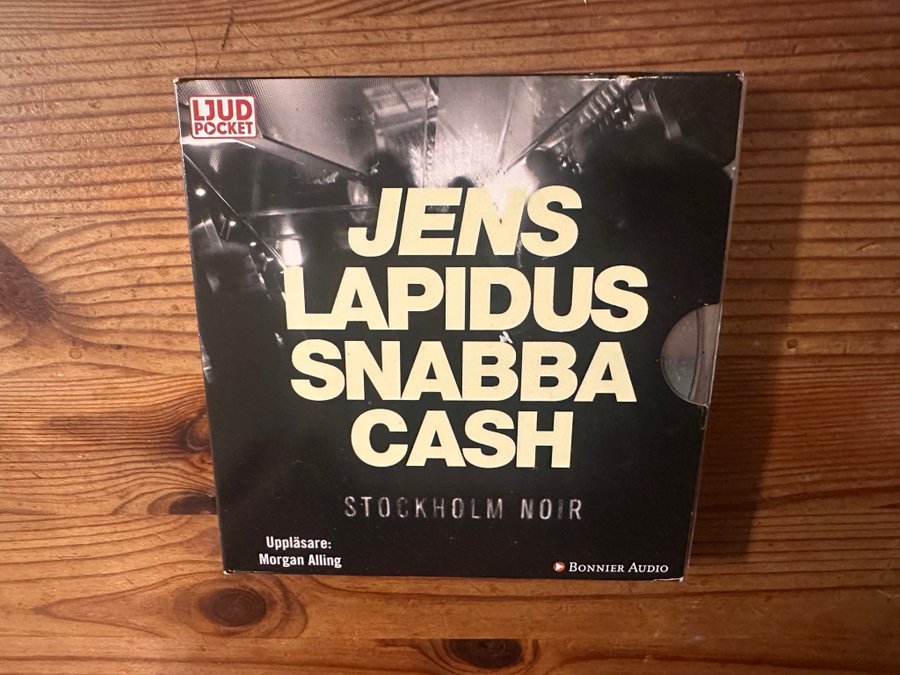 LJUD
POCKET
JENS
LAPIDUS
SNABBA
CASH
STOCKHOLM NOIR
Uppläsare:
Morgan Alling
BONNIER AUDIO